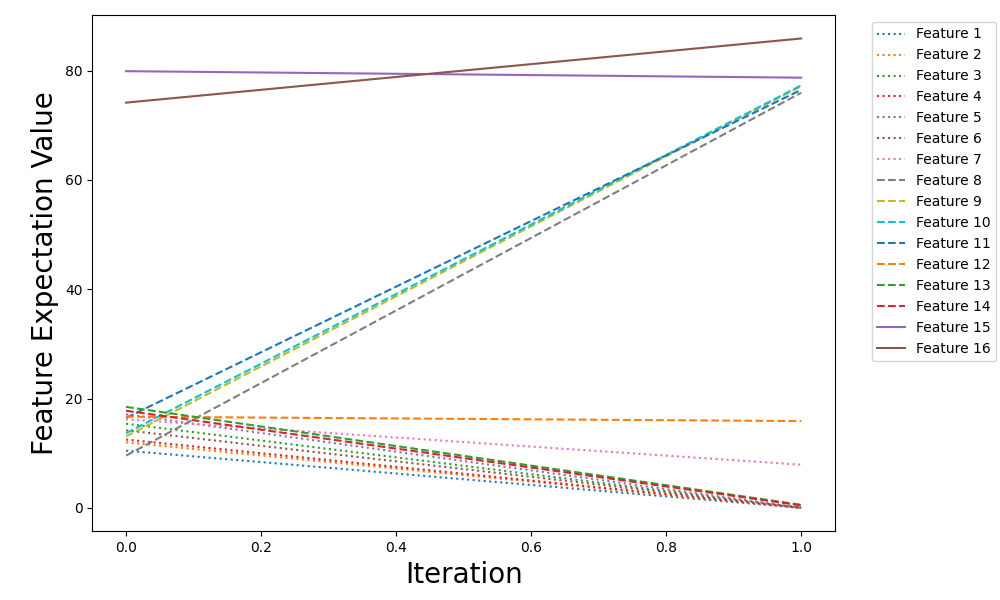 Feature Expectation Value
80
60
40
20
0
0.0
0.2
0.4
0.6
0.8
1.0
Iteration
Feature 1
Feature 2
Feature 3
Feature 4
Feature 5
Feature 6
Feature 7
Feature 8
Feature 9
Feature 10
Feature 11
Feature 12
Feature 13
Feature 14
Feature 15
Feature 16